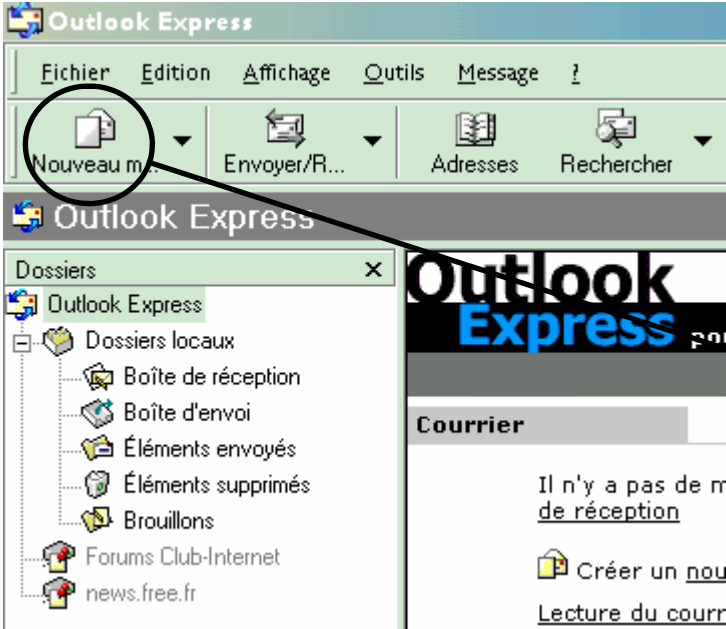 Outlook Express
Fichier Edition Affichage Outils Message ?
Nouveau m... Envoyer/R... Adresses Rechercher
Outlook Express
Dossiers
Outlook Express
Dossiers locaux
Boîte de réception
Boîte d'envoi
Éléments envoyés
Éléments supprimés
Brouillons
Forums Club-Internet
news.free.fr
Outlook
Express
Courrier
Il n'y a pas de
de réception
Créer un
Lecture du